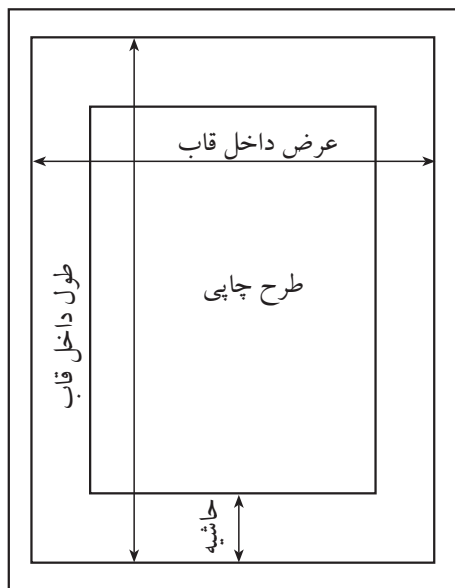 عرض داخل قاب
طرح چاپی
طول داخل قاب
حاشیه